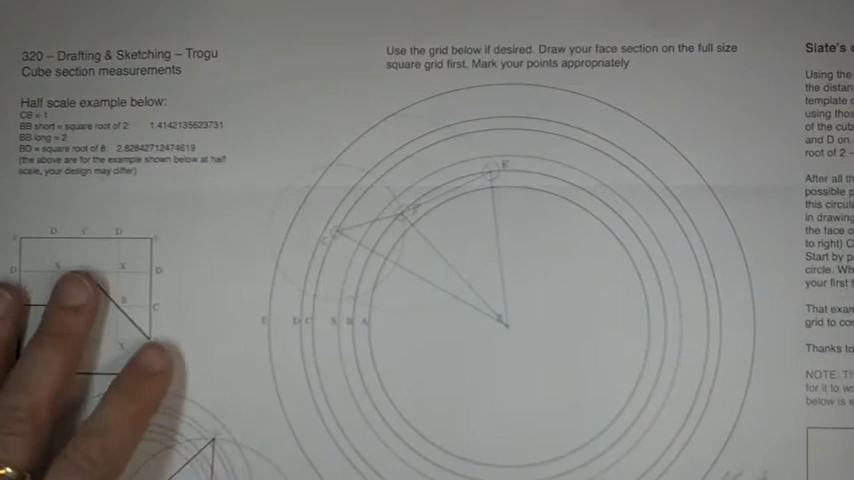 320 – Drafting & Sketching – Trogu
Cube section measurements
Half scale example below:
CB = 1
BB short = square root of 2: 1.4142135623731
BB long = 2
BD = square root of 8: 2.82842712474619
(the above are for the example shown below at half
scale, your design may differ)
D C D
D X X D
B C
X
Use the grid below if desired. Draw your face section on the full size
square grid first. Mark your points appropriately
E D C X B A
Slate's
Using the
the distan
template
using thos
of the cub
and D on
root of 2 –
After all th
possible p
this circula
In drawing
the face o
to right) C
Start by p
circle. Wh
your first f
That exam
grid to co
Thanks to
NOTE: Th
for it to w
below is e